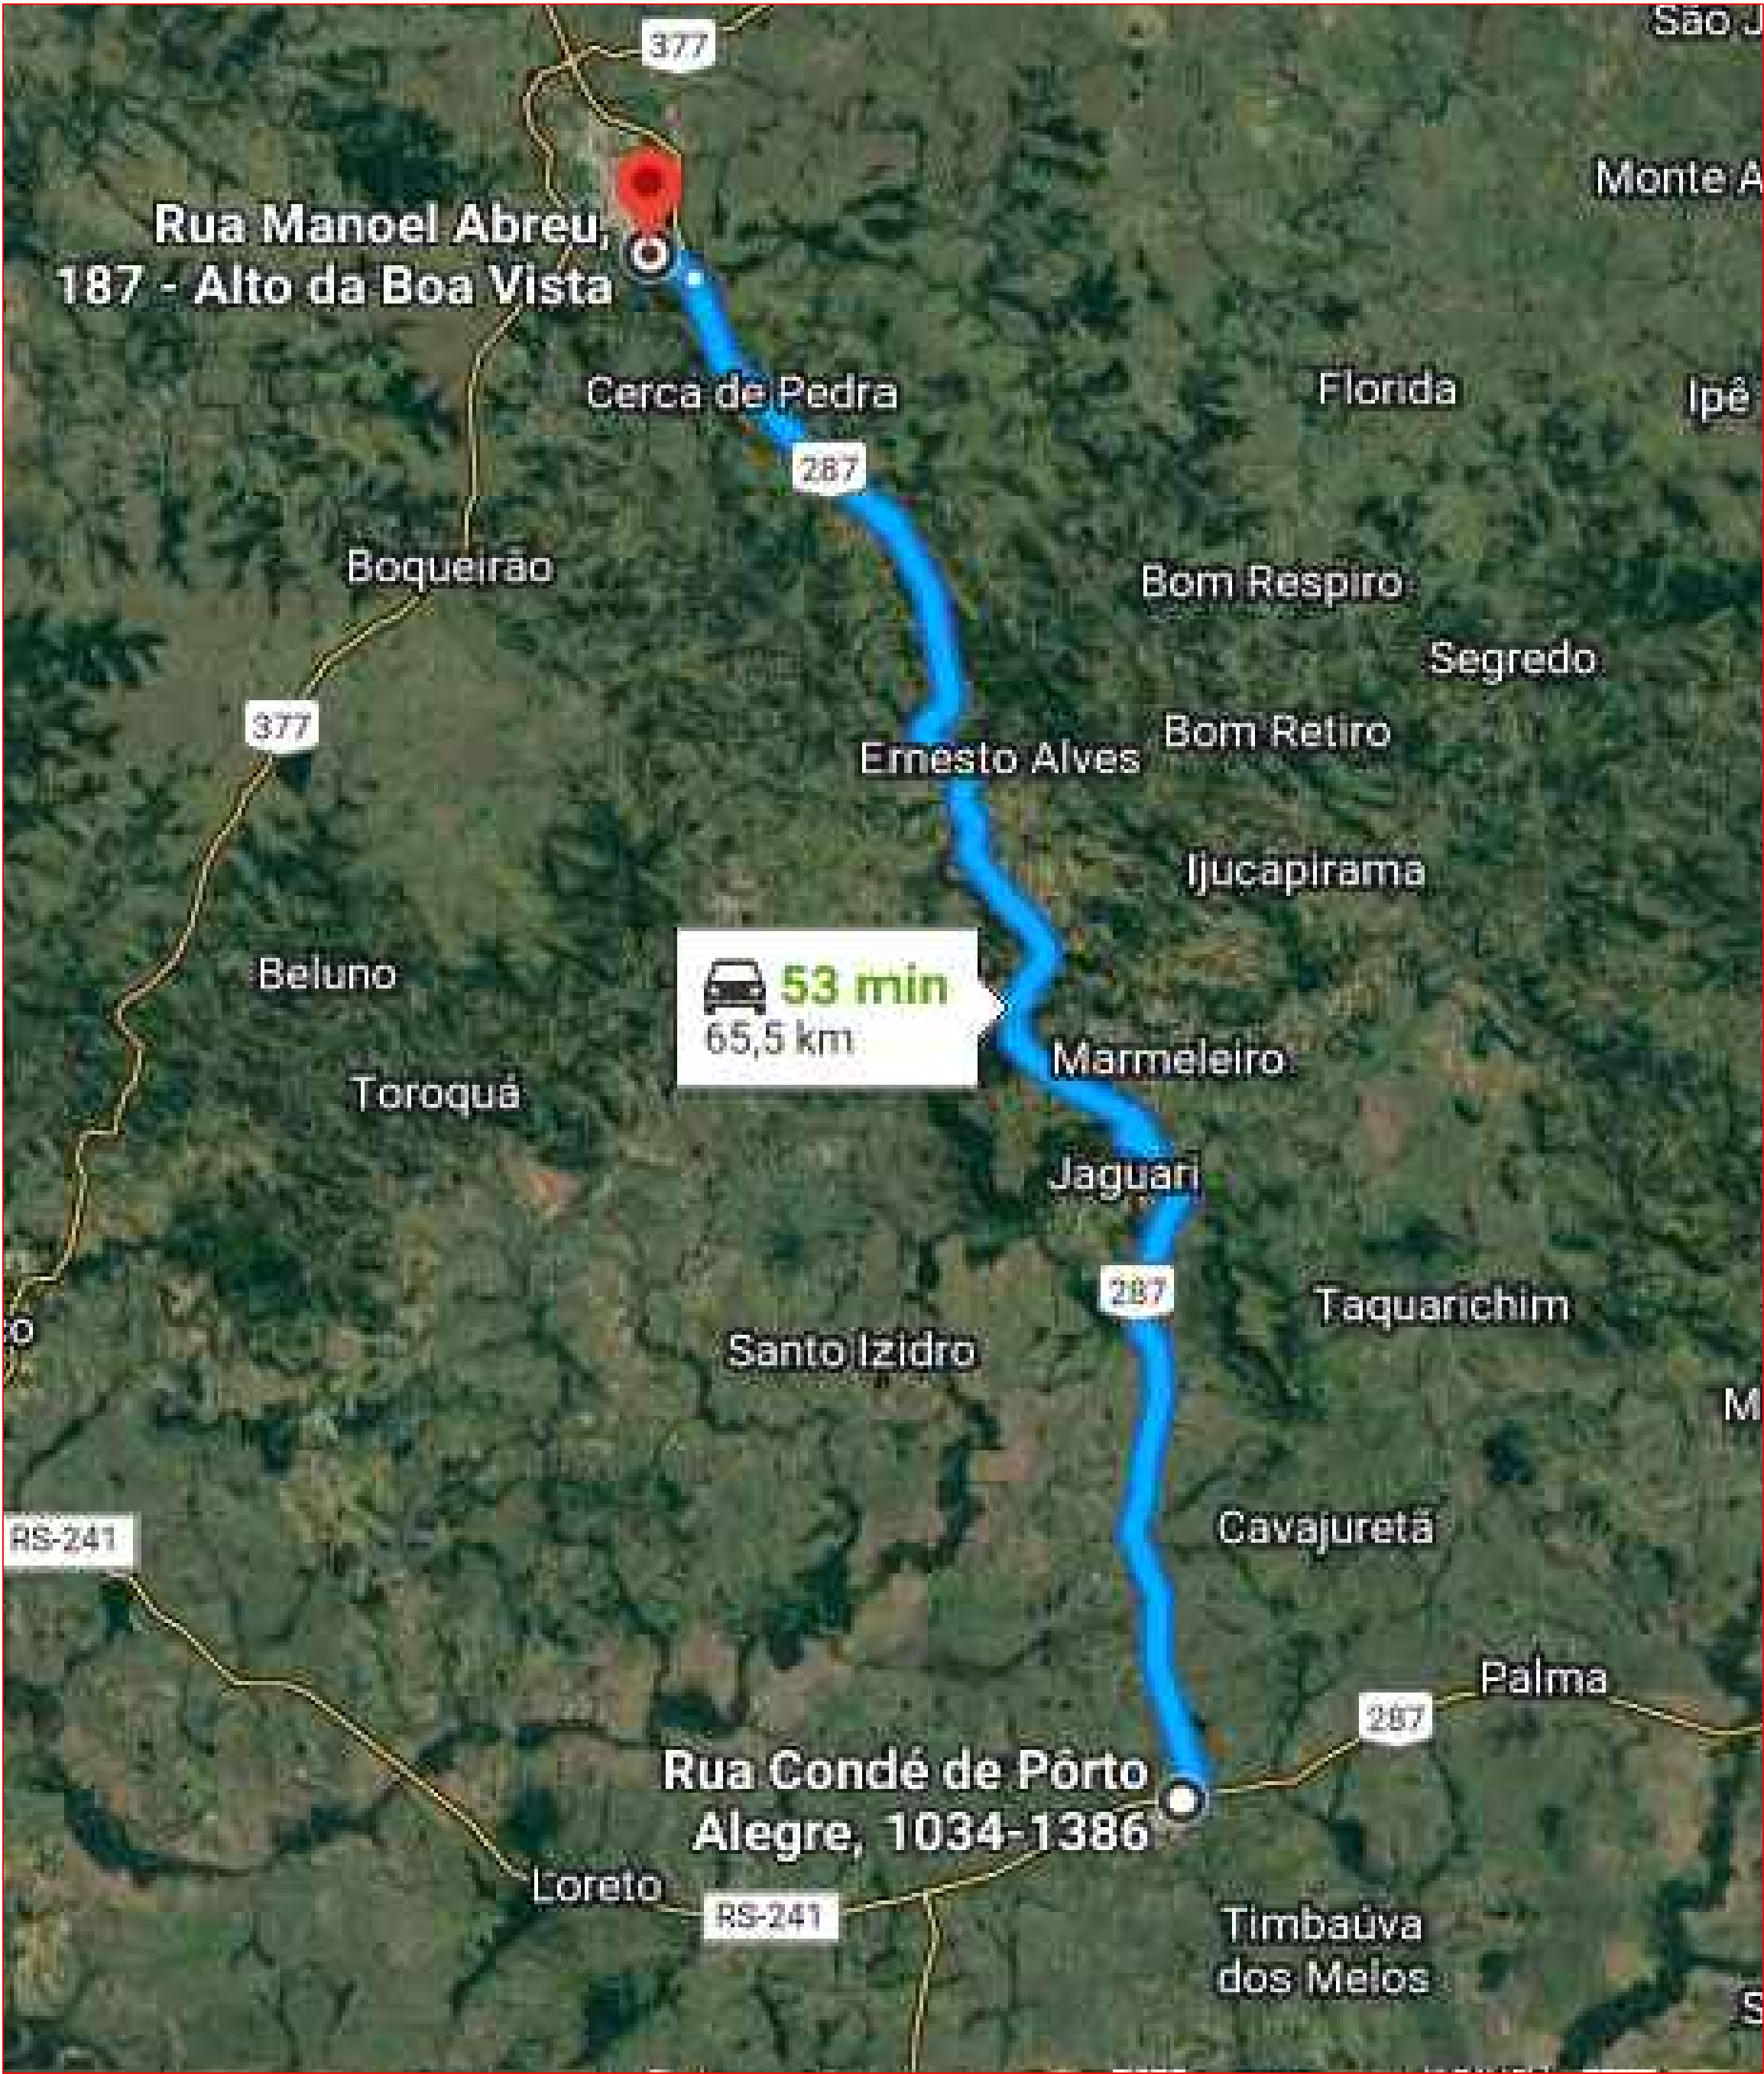 377
São J
Monte A
Rua Manoel Abreu,
187 - Alto da Boa Vista
Cerca de Pedra
Florida
Ipê
287
Boqueirão
Bom Respiro
Segredo
377
Bom Retiro
Ernesto Alves
Ijucapirama
Beluno
53 min
65,5 km
Marmeleiro
Toroquá
Jaguari
287
Taquarichim
ço
Santo Izidro
M
Cavajuretã
RS-241
Palma
287
Rua Condé de Pôrto
Alegre, 1034-1386
Loreto
RS-241
Timbaúva
dos Melos
S